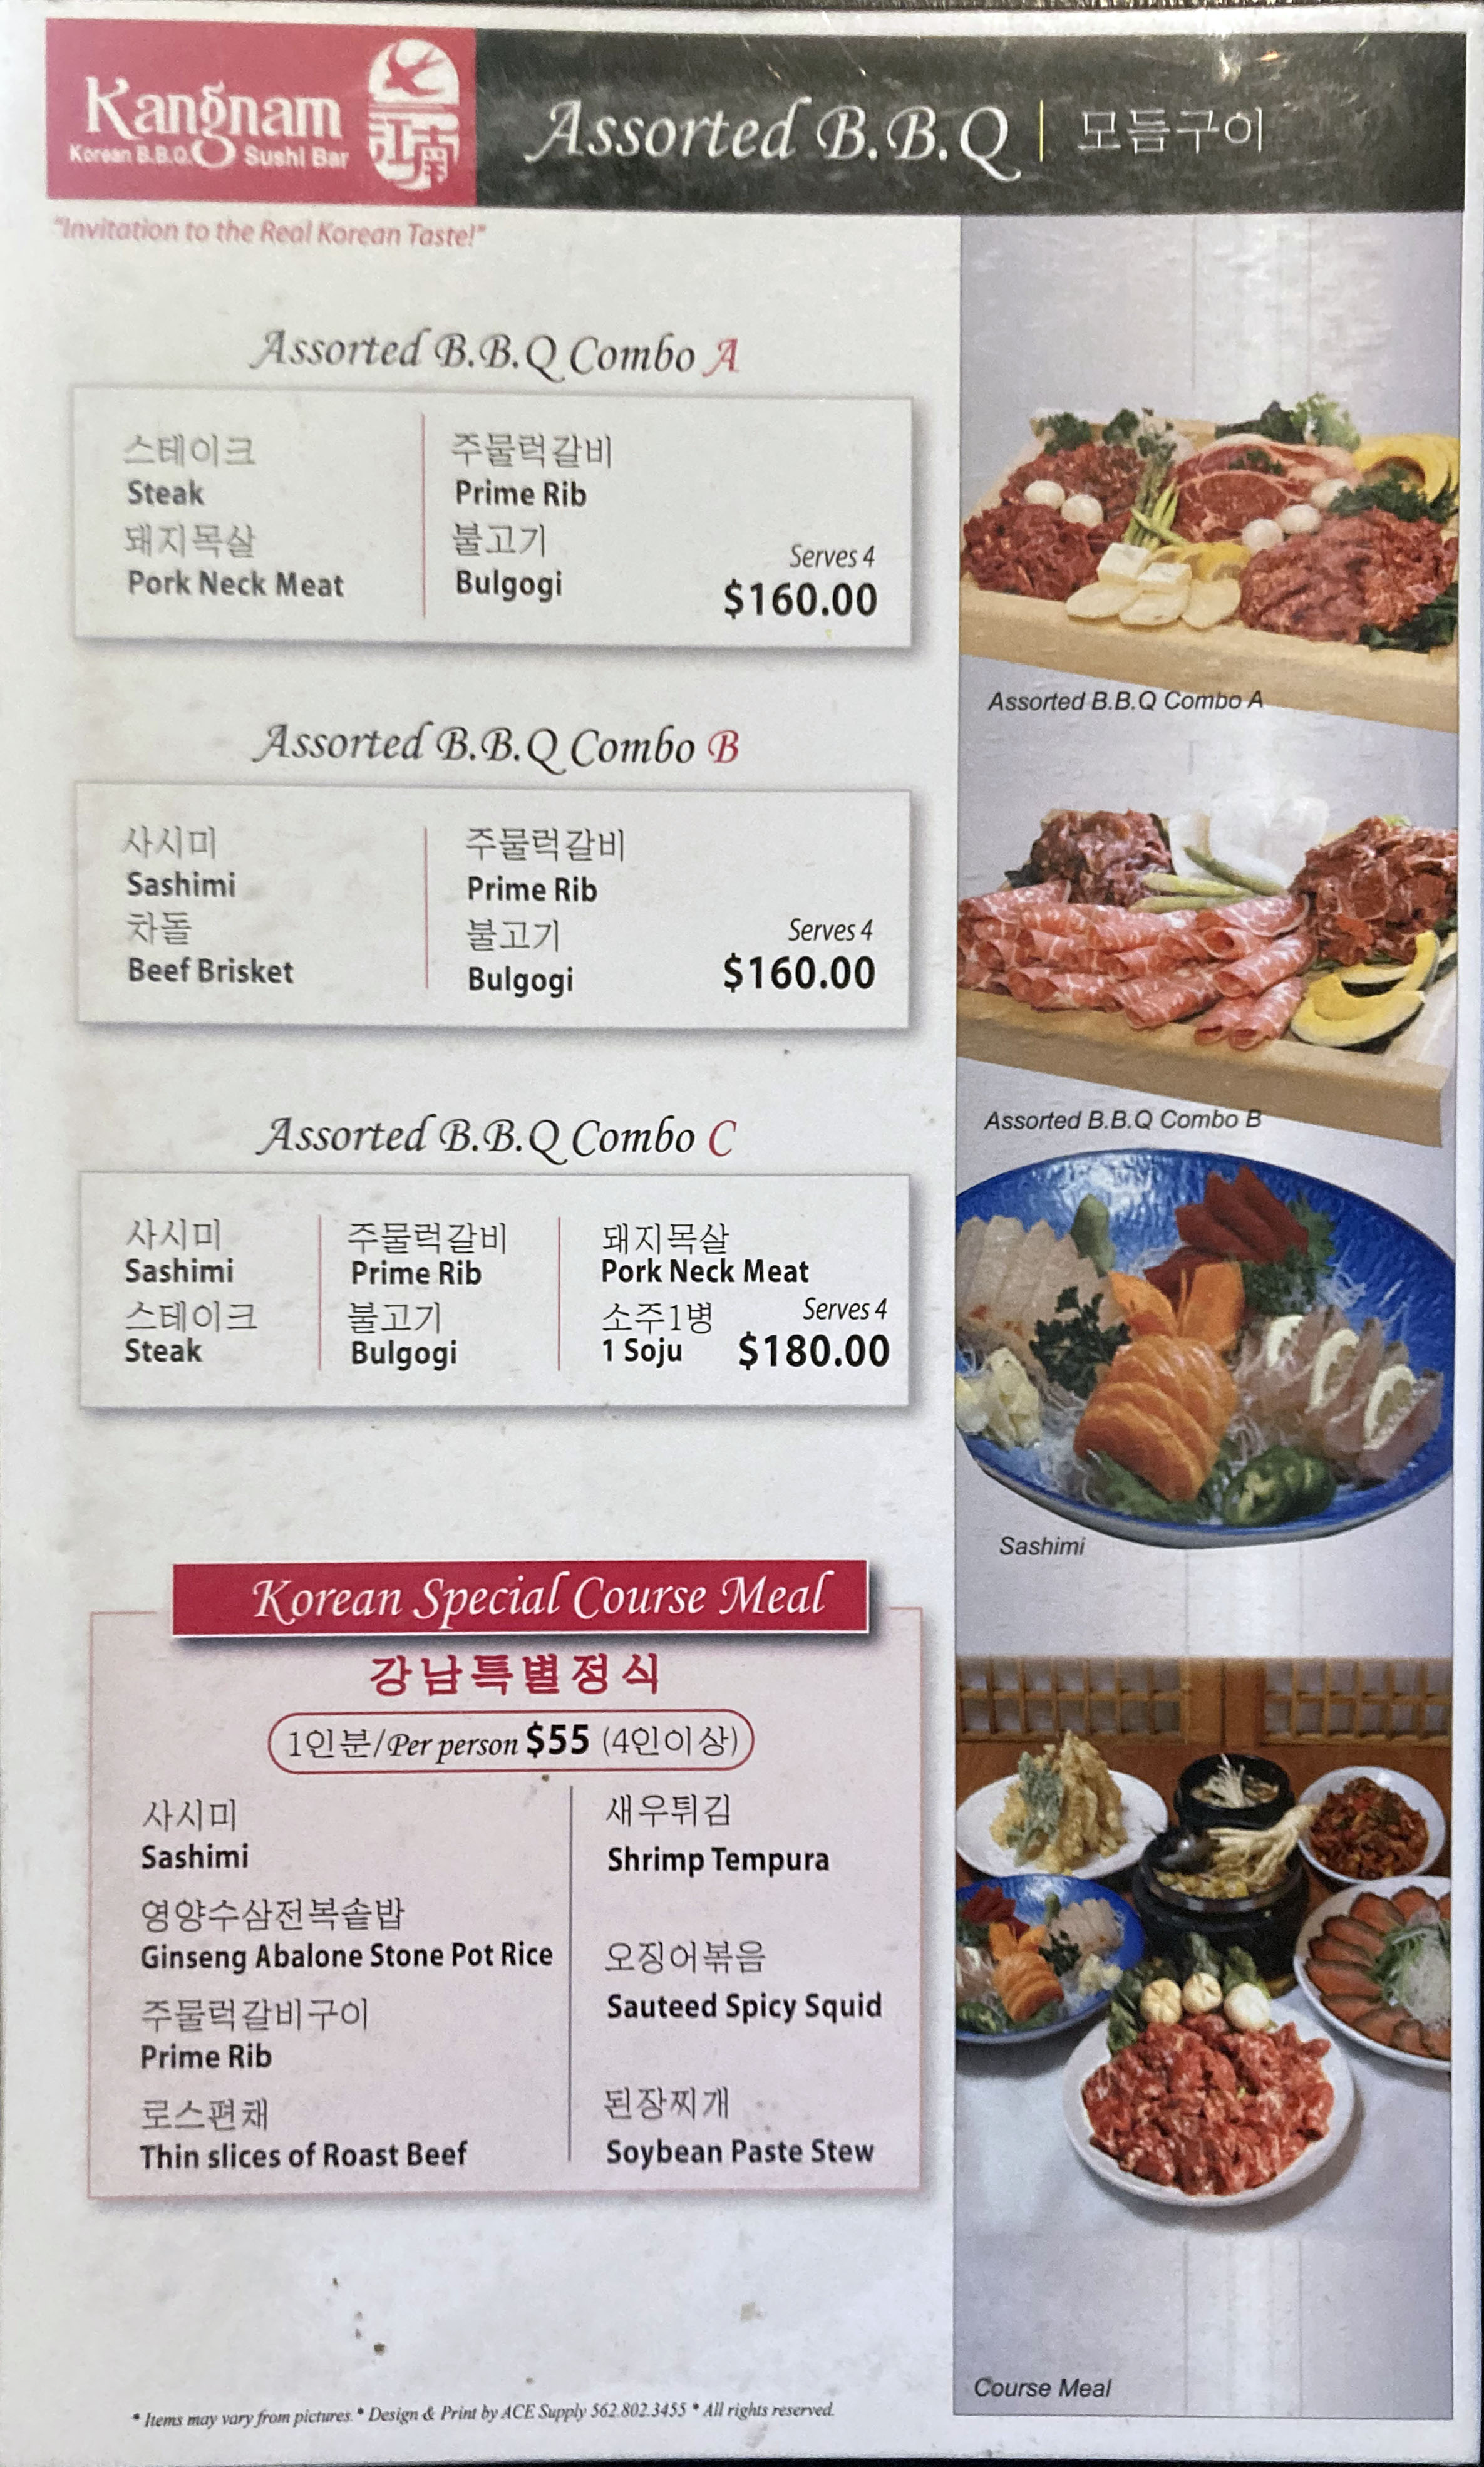 Kangnam
Korean B.B.Q. Sushi Bar
江南
Assorted B.B.Q | 모듬구이
"Invitation to the Real Korean Taste!"
Assorted B.B.Q Combo A
스테이크
Steak
돼지목살
Pork Neck Meat
주물럭갈비
Prime Rib
불고기
Bulgogi
Serves 4
$160.00
Assorted B.B.Q Combo A
Assorted B.B.Q Combo B
사시미
Sashimi
차돌
Beef Brisket
주물럭갈비
Prime Rib
불고기
Bulgogi
Serves 4
$160.00
Assorted B.B.Q Combo B
Assorted B.B.Q Combo C
사시미
Sashimi
스테이크
Steak
주물럭갈비
Prime Rib
불고기
Bulgogi
돼지목살
Pork Neck Meat
소주1병
1 Soju
Serves 4
$180.00
Sashimi
Korean Special Course Meal
강남특별정식
1인분/Per person $55 (4인이상)
사시미
Sashimi
영양수삼전복솥밥
Ginseng Abalone Stone Pot Rice
주물럭갈비구이
Prime Rib
로스편채
Thin slices of Roast Beef
새우튀김
Shrimp Tempura
오징어볶음
Sauteed Spicy Squid
된장찌개
Soybean Paste Stew
Course Meal
* Items may vary from pictures. * Design & Print by ACE Supply 562.802.3455 * All rights reserved.